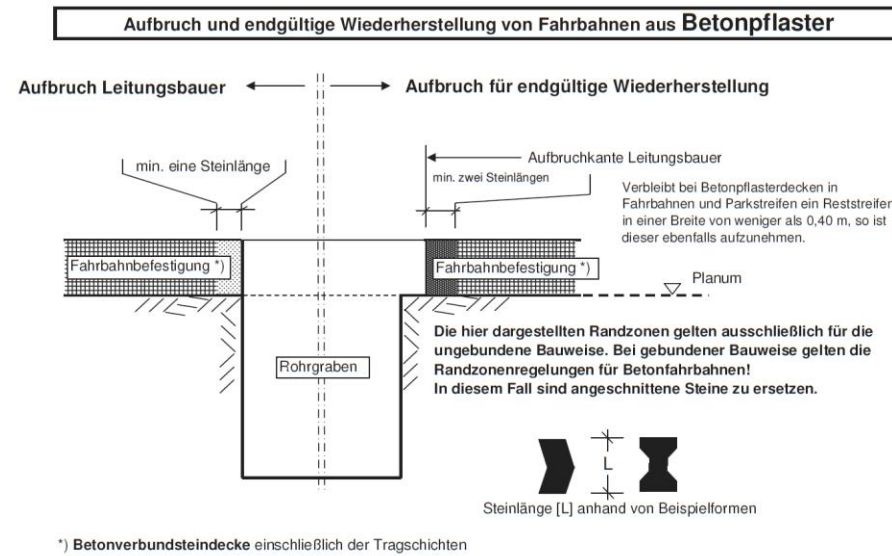 Aufbruch und endgültige Wiederherstellung von Fahrbahnen aus Betonpflaster
Aufbruch Leitungsbauer
Aufbruch für endgültige Wiederherstellung
min. eine Steinlänge
Aufbruchkante Leitungsbauer
min. zwei Steinlängen
Verbleibt bei Betonpflasterdecken in
Fahrbahnen und Parkstreifen ein Reststreifen
in einer Breite von weniger als 0,40 m, so ist
dieser ebenfalls aufzunehmen.
Fahrbahnbefestigung *)
Fahrbahnbefestigung *)
Planum
Die hier dargestellten Randzonen gelten ausschließlich für die
ungebundene Bauweise. Bei gebundener Bauweise gelten die
Randzonenregelungen für Betonfahrbahnen!
In diesem Fall sind angeschnittene Steine zu ersetzen.
Rohrgraben
L
Steinlänge [L] anhand von Beispielformen
*) Betonverbundsteindecke einschließlich der Tragschichten